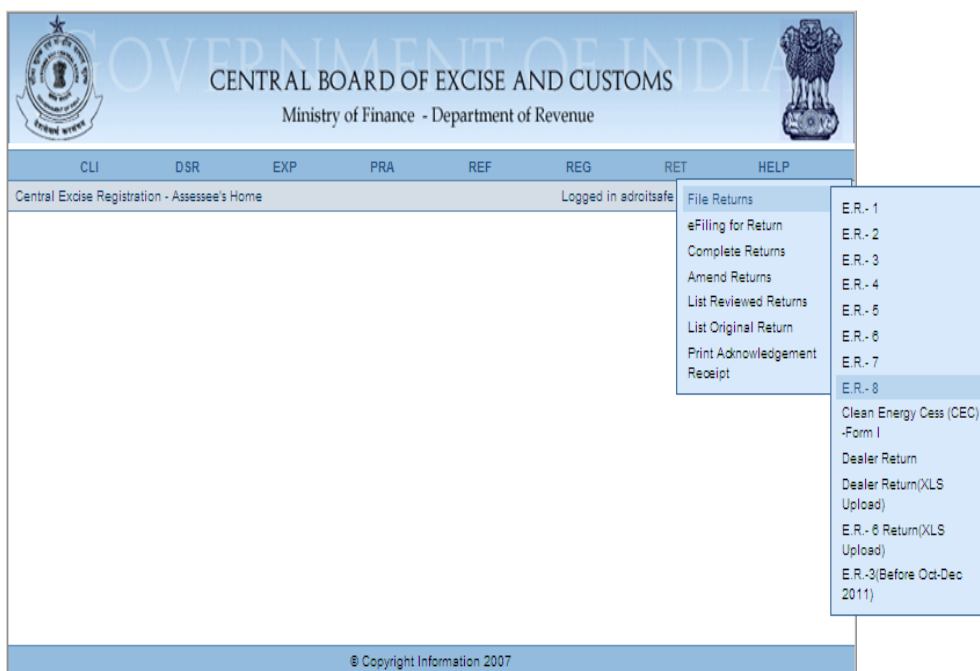 GOVERNMENT OF INDIA
CENTRAL BOARD OF EXCISE AND CUSTOMS
Ministry of Finance - Department of Revenue
CLI DSR EXP PRA REF REG RET HELP
Central Excise Registration - Assessee's Home Logged in adroitsafe
File Returns
eFiling for Return
Complete Returns
Amend Returns
List Reviewed Returns
List Original Return
Print Acknowledgement
Receipt
E.R.- 1
E.R.- 2
E.R.- 3
E.R.- 4
E.R.- 5
E.R.- 6
E.R.- 7
E.R.- 8
Clean Energy Cess (CEC)
-Form I
Dealer Return
Dealer Return(XLS
Upload)
E.R.- 6 Return(XLS
Upload)
E.R.-3(Before Oct-Dec
2011)
© Copyright Information 2007